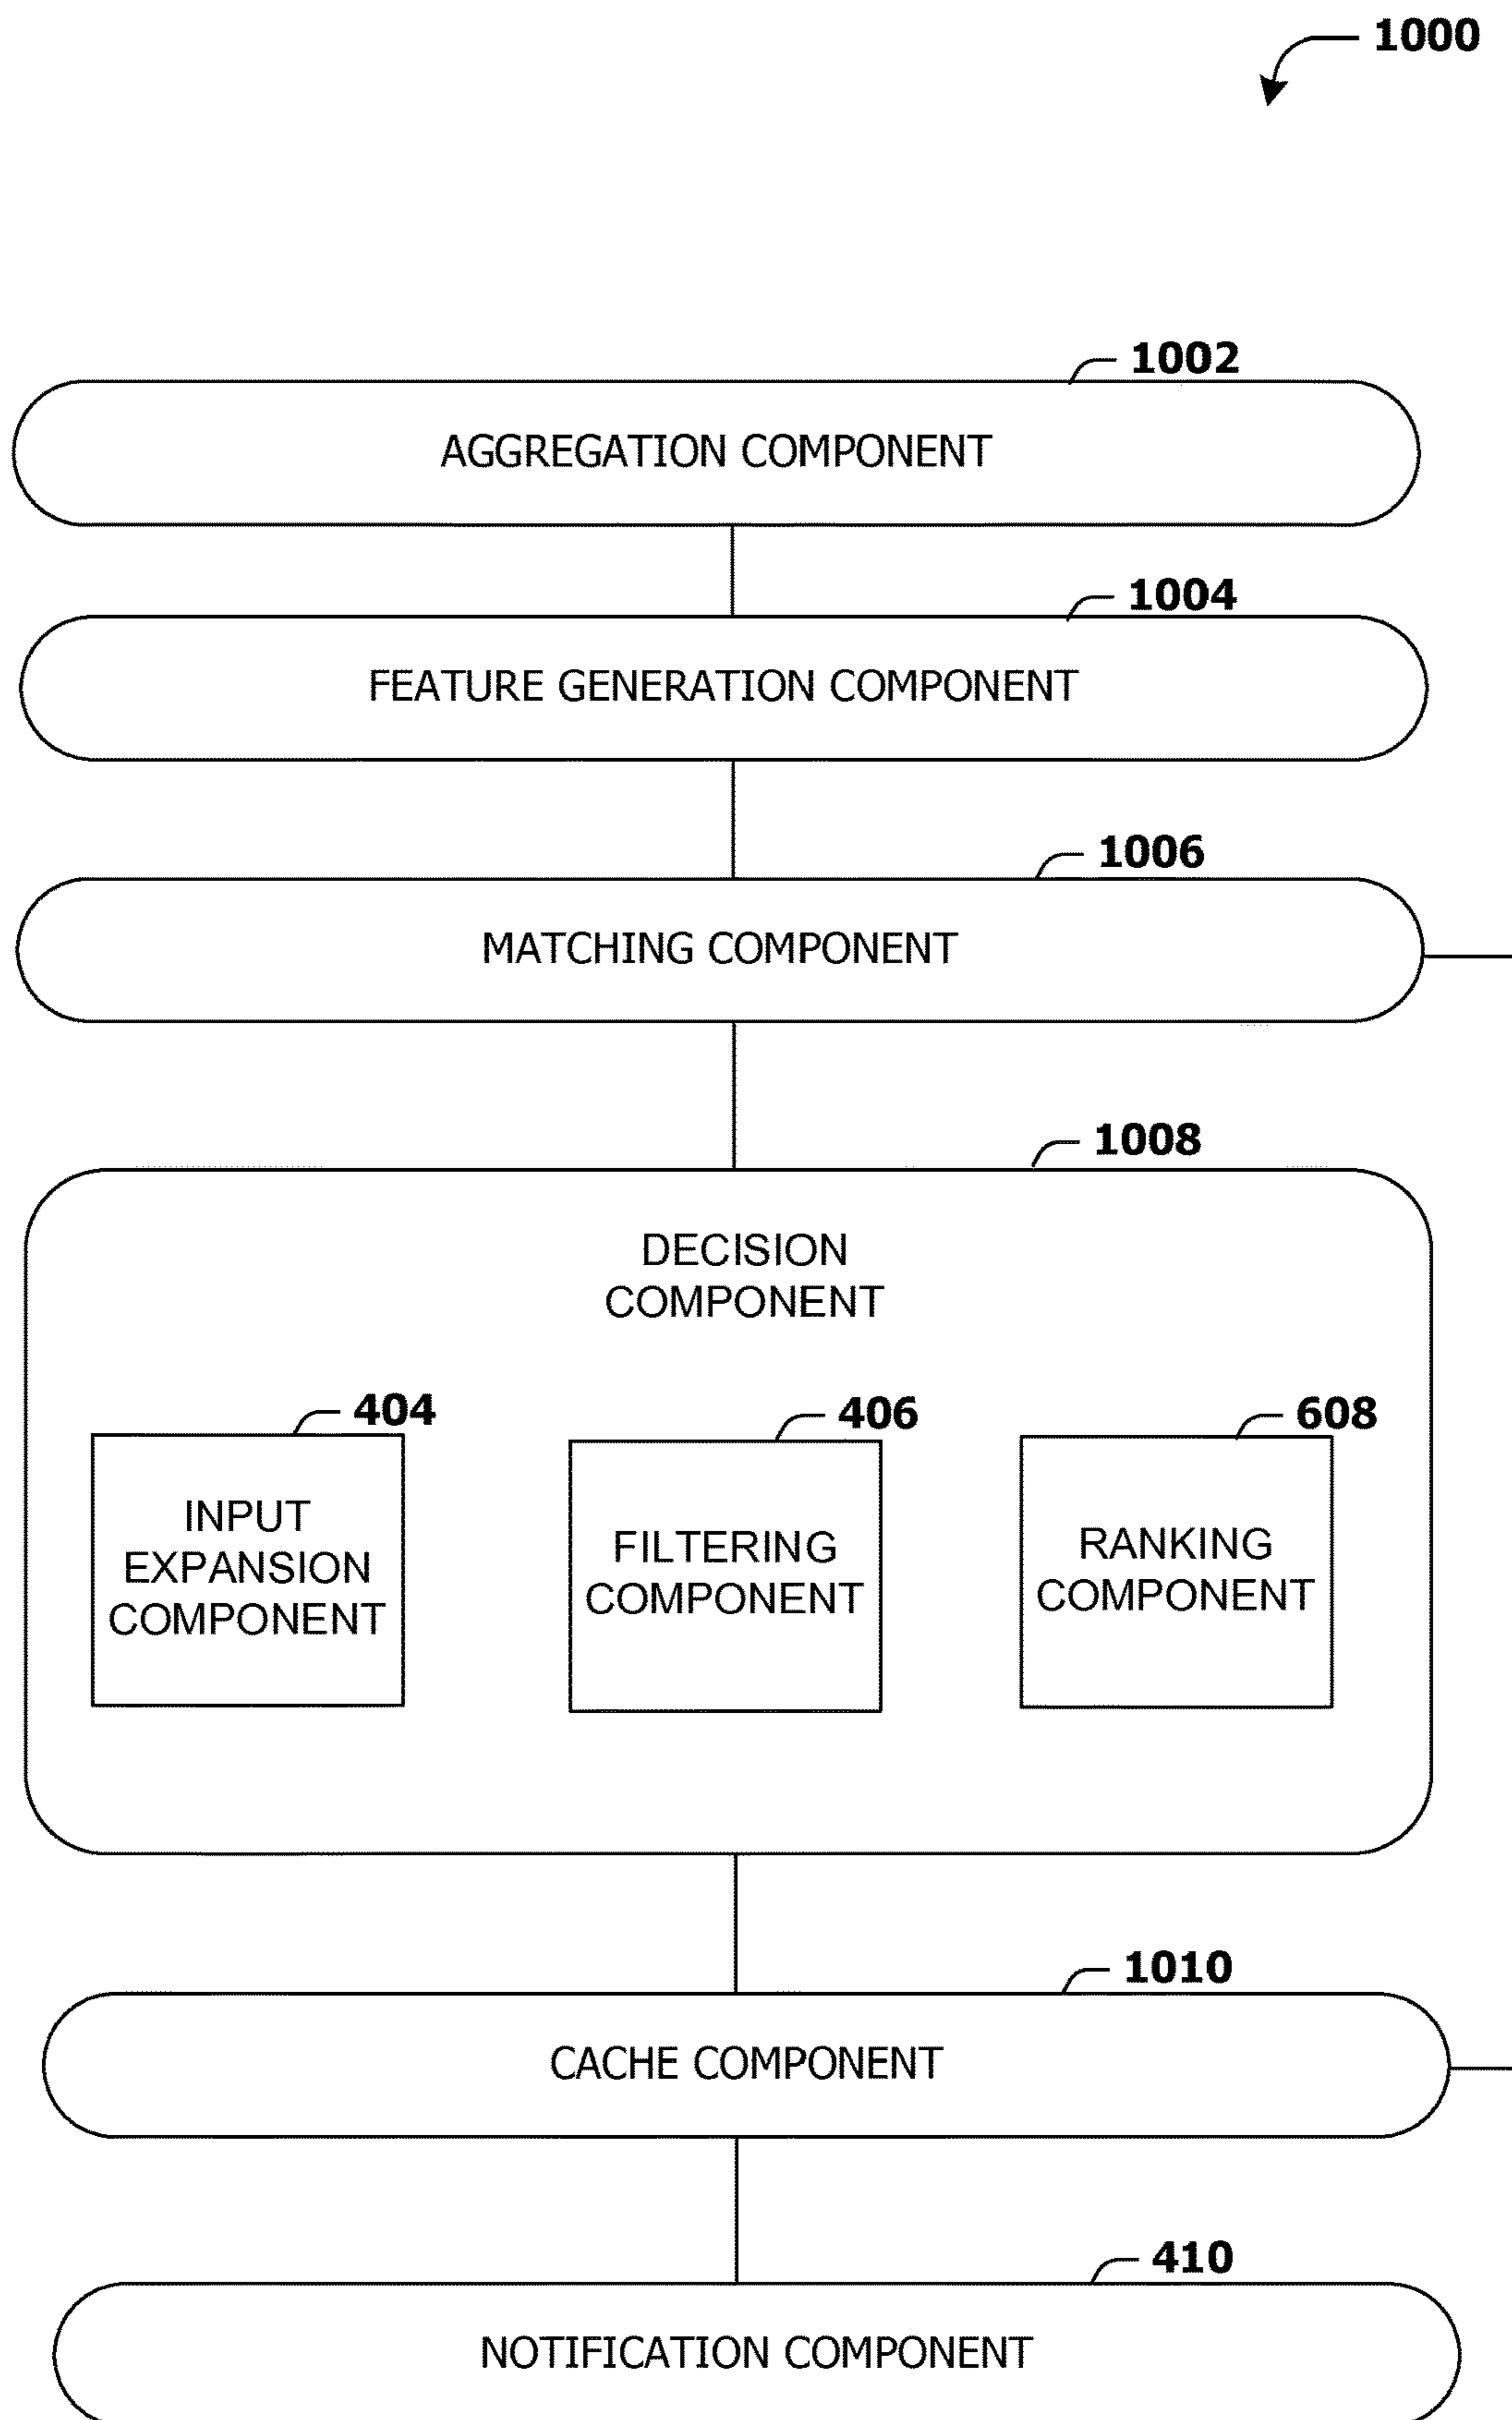 1000
1002
AGGREGATION COMPONENT
1004
FEATURE GENERATION COMPONENT
1006
MATCHING COMPONENT
1008
DECISION
COMPONENT
404
INPUT
EXPANSION
COMPONENT
406
FILTERING
COMPONENT
608
RANKING
COMPONENT
1010
CACHE COMPONENT
410
NOTIFICATION COMPONENT